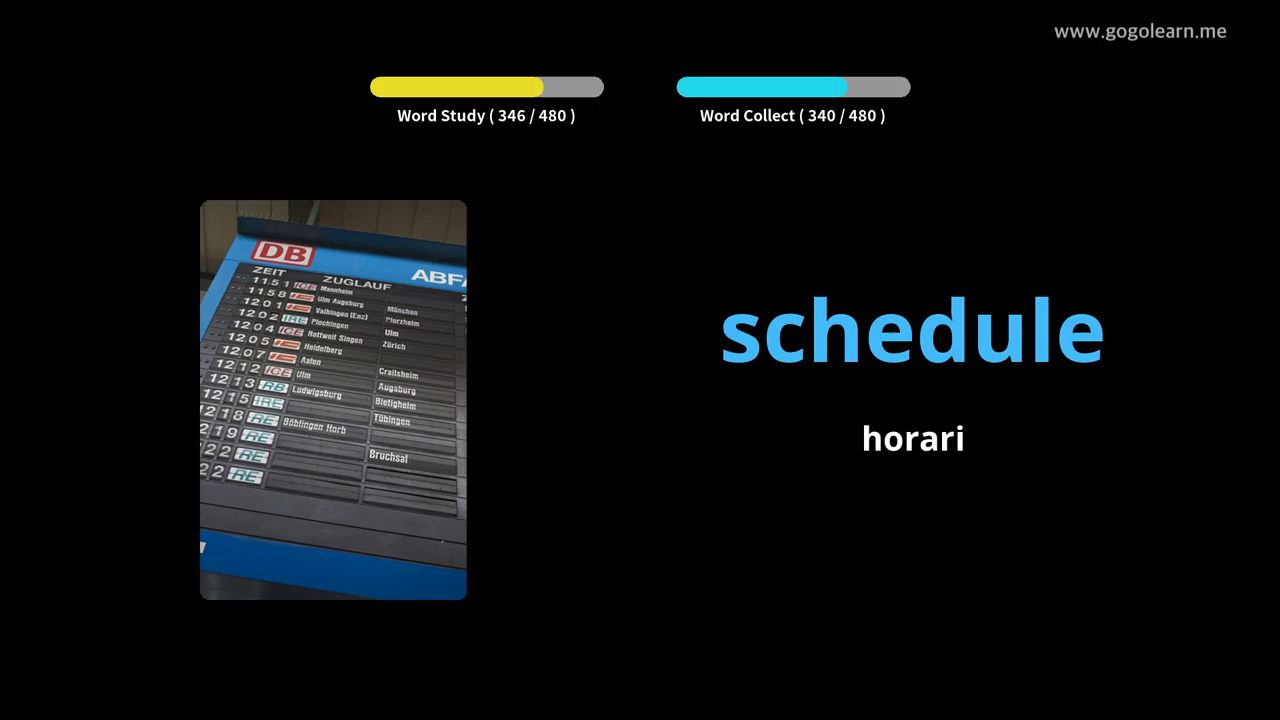 www.gogolearn.me
Word Study ( 346 / 480 )
Word Collect ( 340 / 480 )
DB
ZEIT ZUGLAUF ABFA
1151 ICE Mannheim
1158 Ulm Augsburg München
1201 Vaihingen (Enz) Pforzheim
1202 IRE Plochingen Ulm
1204 ICE Rottweil Singen Zürich
1205 Heidelberg
1207 Aalen Crailsheim
1212 ICE Ulm Augsburg
1213 RB Ludwigsburg Bietigheim
1215 IRE Tübingen
1218 RE Böblingen Horb
219 RE Bruchsal
22 RE
22 RE
schedule
horari